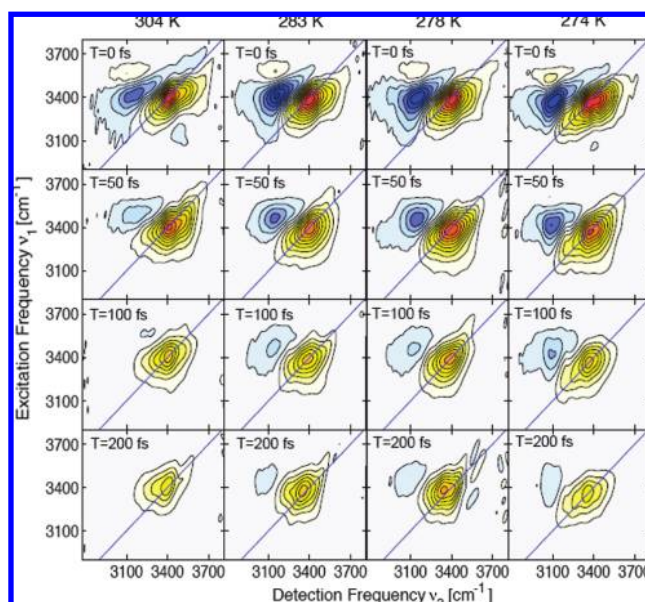 304 K 283 K 278 K 274 K
3700 T=0 fs T=0 fs T=0 fs T=0 fs
3400
3100
3700 T=50 fs T=50 fs T=50 fs T=50 fs
3400
3100
3700 T=100 fs T=100 fs T=100 fs T=100 fs
3400
3100
3700 T=200 fs T=200 fs T=200 fs T=200 fs
3400
3100
3100 3400 3700 3100 3400 3700 3100 3400 3700 3100 3400 3700
Excitation Frequency ν1 [cm-1]
Detection Frequency [cm-1]